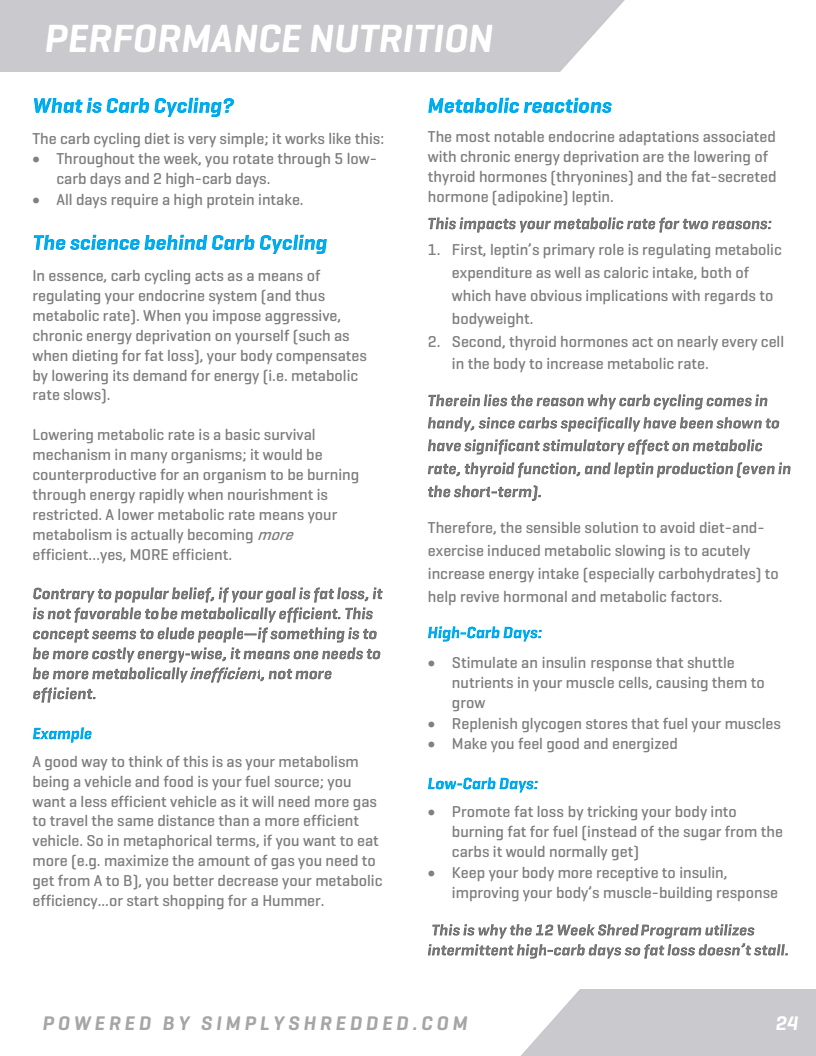 PERFORMANCE NUTRITION
What is Carb Cycling?
The carb cycling diet is very simple; it works like this:
• Throughout the week, you rotate through 5 low-
carb days and 2 high-carb days.
• All days require a high protein intake.
The science behind Carb Cycling
In essence, carb cycling acts as a means of
regulating your endocrine system (and thus
metabolic rate). When you impose aggressive,
chronic energy deprivation on yourself (such as
when dieting for fat loss), your body compensates
by lowering its demand for energy (i.e. metabolic
rate slows).
Lowering metabolic rate is a basic survival
mechanism in many organisms; it would be
counterproductive for an organism to be burning
through energy rapidly when nourishment is
restricted. A lower metabolic rate means your
metabolism is actually becoming more
efficient...yes, MORE efficient.
Contrary to popular belief, if your goal is fat loss, it
is not favorable to be metabolically efficient. This
concept seems to elude people—if something is to
be more costly energy-wise, it means one needs to
be more metabolically inefficient, not more
efficient.
Example
A good way to think of this is as your metabolism
being a vehicle and food is your fuel source; you
want a less efficient vehicle as it will need more gas
to travel the same distance than a more efficient
vehicle. So in metaphorical terms, if you want to eat
more (e.g. maximize the amount of gas you need to
get from A to B), you better decrease your metabolic
efficiency...or start shopping for a Hummer.
Metabolic reactions
The most notable endocrine adaptations associated
with chronic energy deprivation are the lowering of
thyroid hormones (thryonines) and the fat-secreted
hormone (adipokine) leptin.
This impacts your metabolic rate for two reasons:
1. First, leptin's primary role is regulating metabolic
expenditure as well as caloric intake, both of
which have obvious implications with regards to
bodyweight.
2. Second, thyroid hormones act on nearly every cell
in the body to increase metabolic rate.
Therein lies the reason why carb cycling comes in
handy, since carbs specifically have been shown to
have significant stimulatory effect on metabolic
rate, thyroid function, and leptin production (even in
the short-term).
Therefore, the sensible solution to avoid diet-and-
exercise induced metabolic slowing is to acutely
increase energy intake (especially carbohydrates) to
help revive hormonal and metabolic factors.
High-Carb Days:
• Stimulate an insulin response that shuttle
nutrients in your muscle cells, causing them to
grow
• Replenish glycogen stores that fuel your muscles
• Make you feel good and energized
Low-Carb Days:
• Promote fat loss by tricking your body into
burning fat for fuel (instead of the sugar from the
carbs it would normally get)
• Keep your body more receptive to insulin,
improving your body's muscle-building response
This is why the 12 Week Shred Program utilizes
intermittent high-carb days so fat loss doesn't stall.
POWERED BY SIMPLYSHREDDED.COM
24